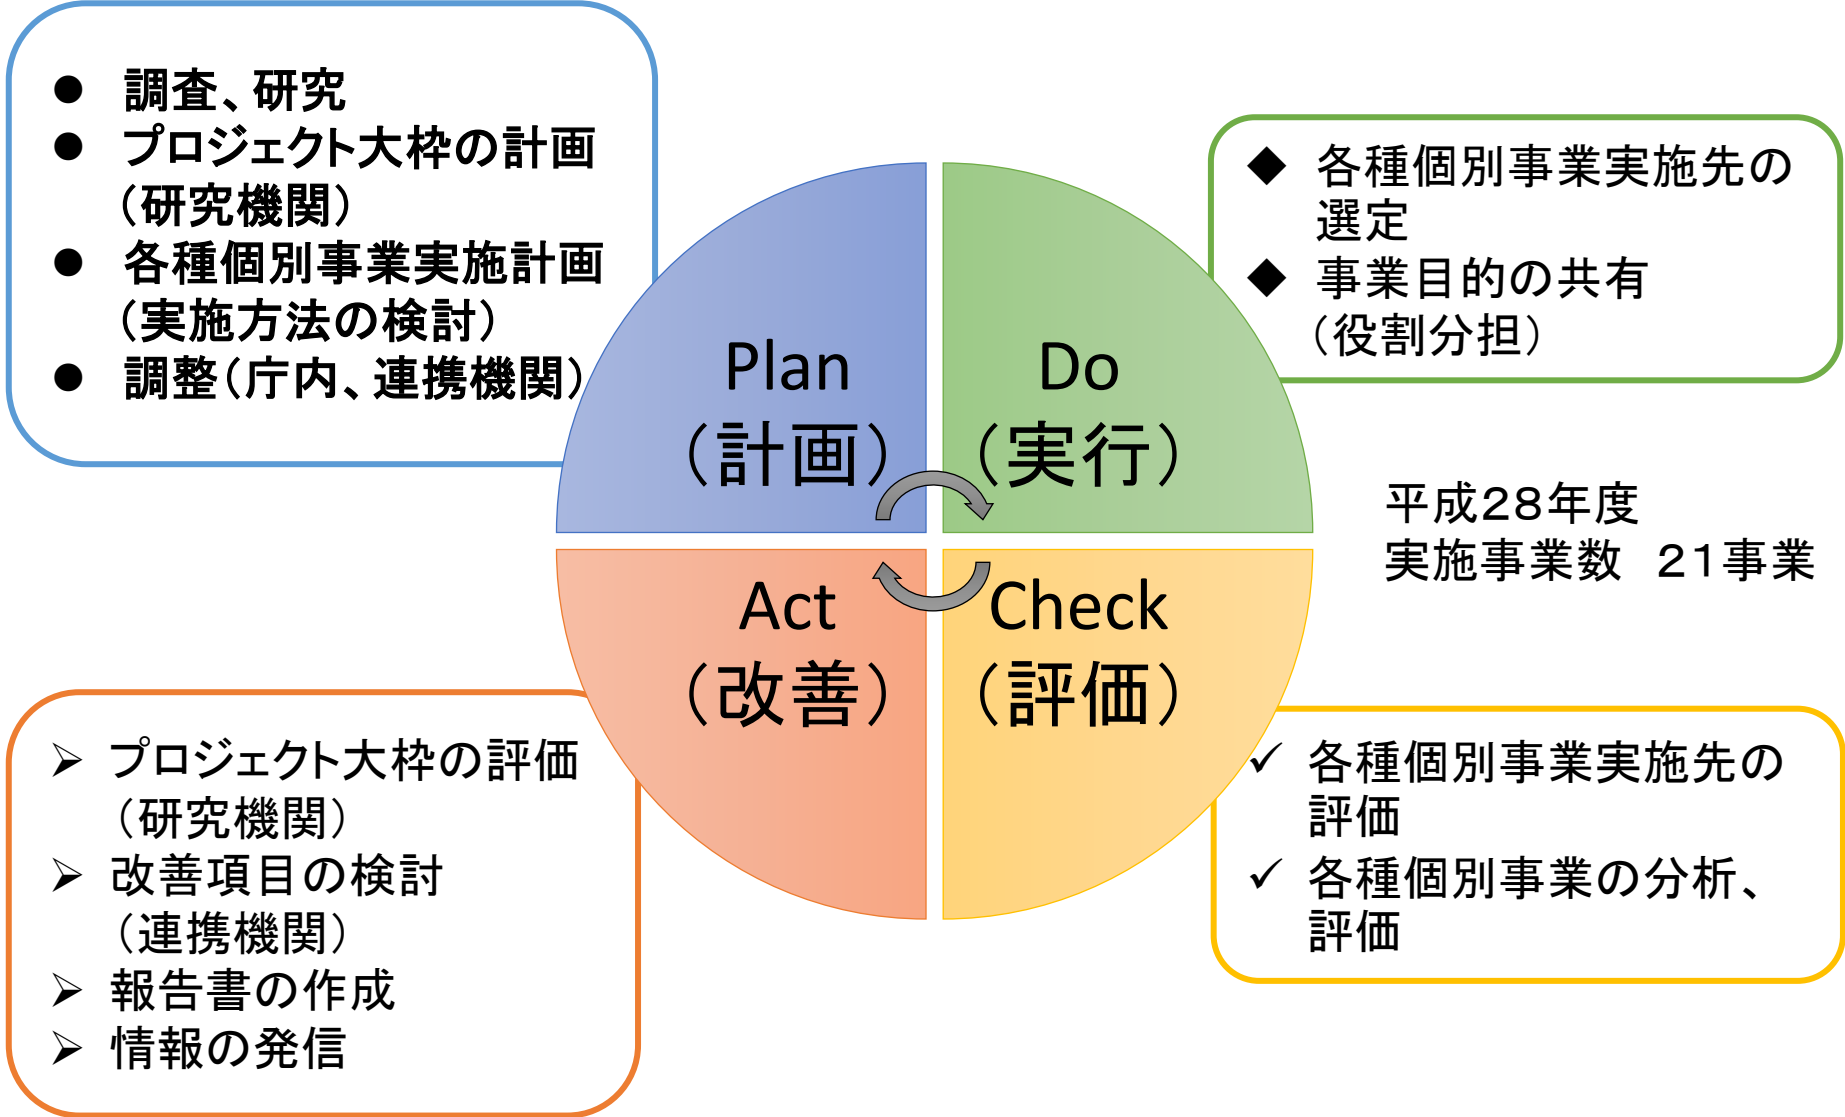 ● 調査、研究
● プロジェクト大枠の計画
（研究機関）
● 各種個別事業実施計画
（実施方法の検討）
● 調整（庁内、連携機関）
◆ 各種個別事業実施先の
選定
◆ 事業目的の共有
（役割分担）
Plan
（計画）
Do
（実行）
平成２８年度
実施事業数　２１事業
Act
（改善）
Check
（評価）
➢ プロジェクト大枠の評価
（研究機関）
➢ 改善項目の検討
（連携機関）
➢ 報告書の作成
➢ 情報の発信
✓ 各種個別事業実施先の
評価
✓ 各種個別事業の分析、
評価